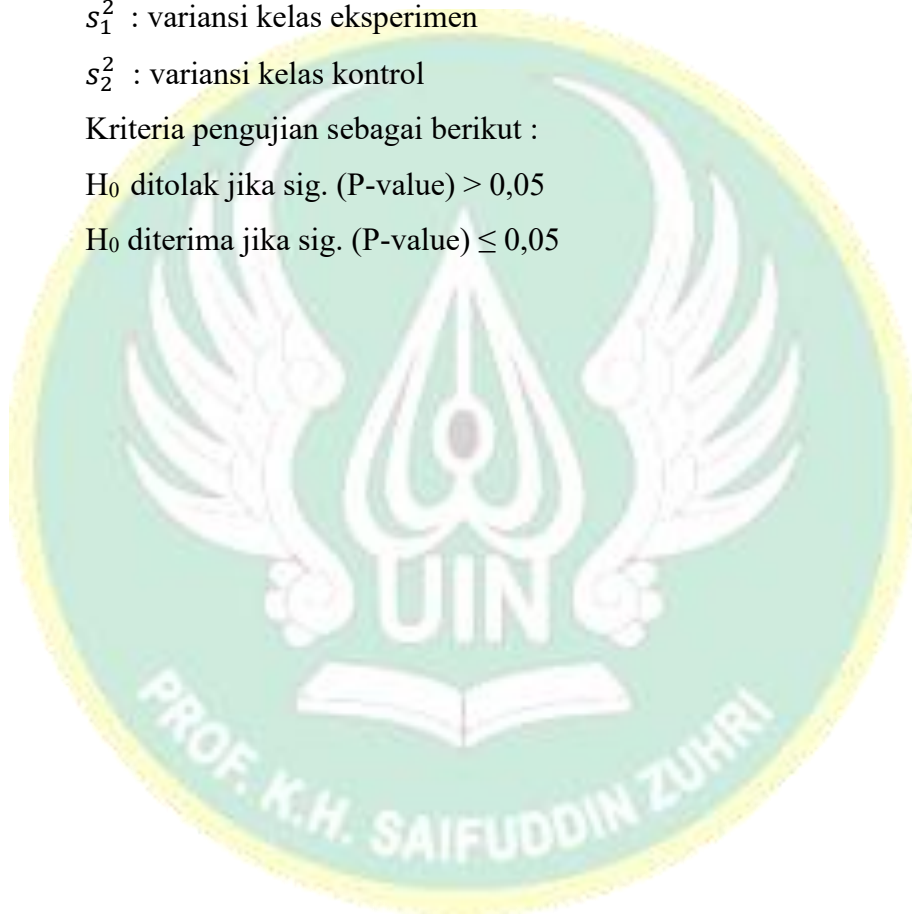 s₁² : variansi kelas eksperimen
s₂² : variansi kelas kontrol
Kriteria pengujian sebagai berikut :
H₀ ditolak jika sig. (P-value) > 0,05
H₀ diterima jika sig. (P-value) ≤ 0,05
UIN
PROF. K.H. SAIFUDDIN ZUHRI